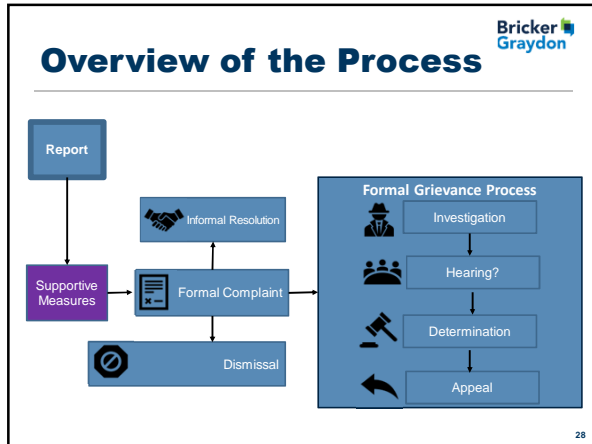 Bricker
Graydon
Overview of the Process
Report
Supportive
Measures
Informal Resolution
Formal Complaint
Dismissal
Formal Grievance Process
Investigation
Hearing?
Determination
Appeal
28